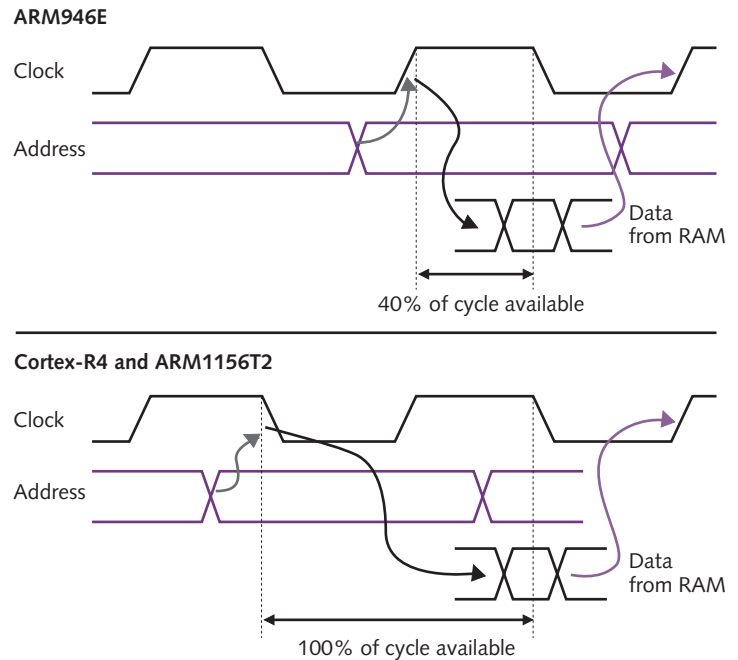 ARM946E
Clock
Address
Data
from RAM
40% of cycle available
Cortex-R4 and ARM1156T2
Clock
Address
Data
from RAM
100% of cycle available